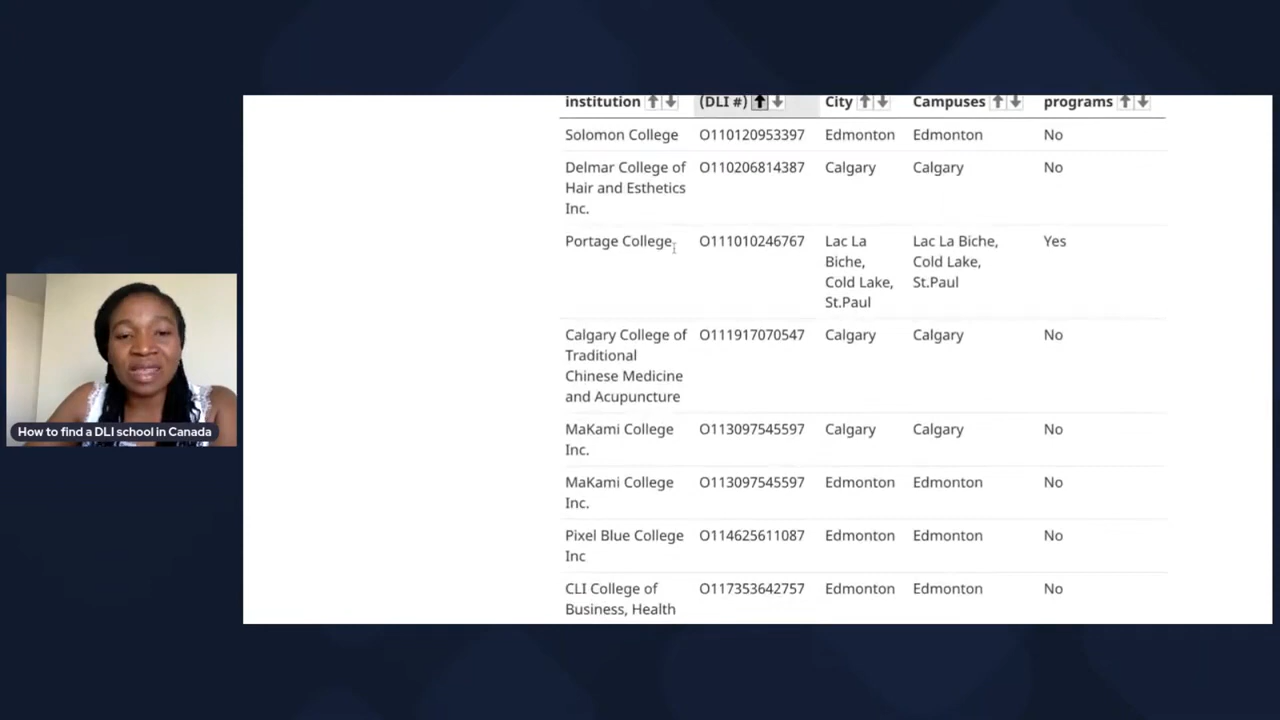 institution (DLI #) City Campuses programs
Solomon College O110120953397 Edmonton Edmonton No
Delmar College of O110206814387 Calgary Calgary No
Hair and Esthetics
Inc.
Portage College O111010246767 Lac La Lac La Biche, Yes
Biche, Cold Lake,
Cold Lake, St.Paul
St.Paul
Calgary College of O111917070547 Calgary Calgary No
Traditional
Chinese Medicine
and Acupuncture
MaKami College O113097545597 Calgary Calgary No
Inc.
MaKami College O113097545597 Edmonton Edmonton No
Inc.
Pixel Blue College O114625611087 Edmonton Edmonton No
Inc
CLI College of O117353642757 Edmonton Edmonton No
Business, Health
How to find a DLI school in Canada